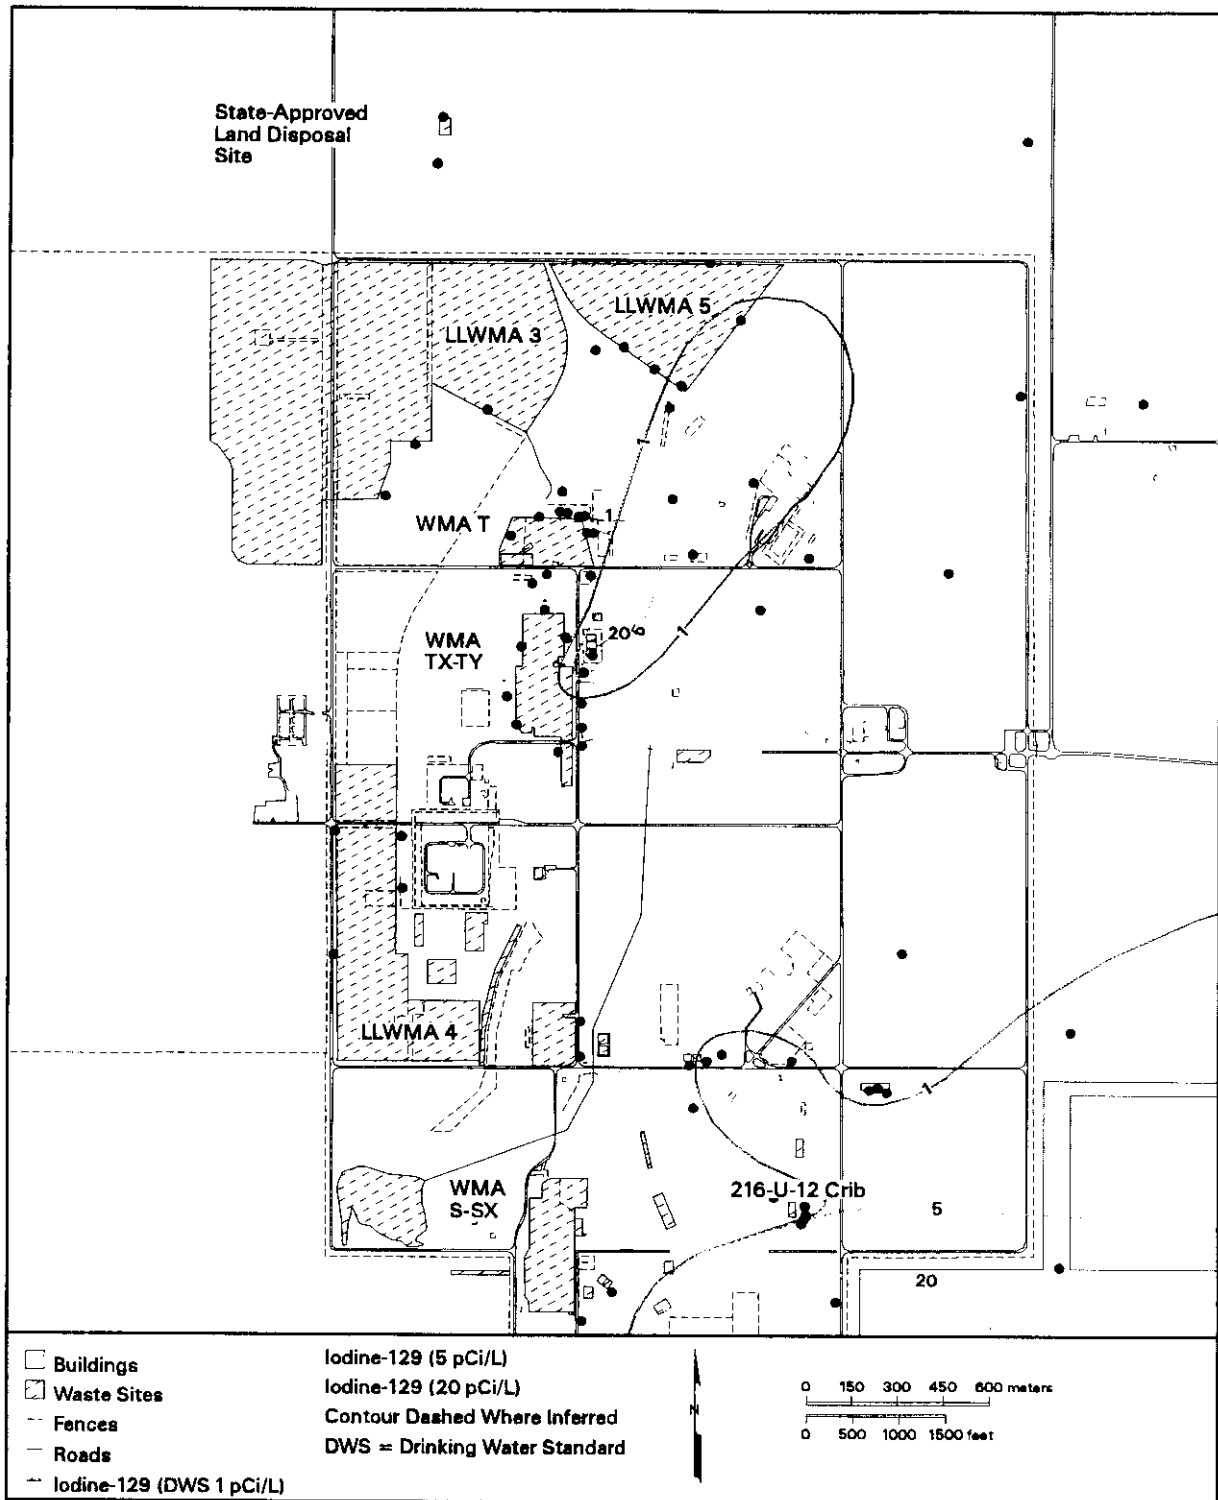 State-Approved
Land Disposal
Site
LLWMA 5
LLWMA 3
1
WMA T
1
WMA
TX-TY
20
5
1
LLWMA 4
1
WMA
S-SX
216-U-12 Crib
5
20
Buildings
Waste Sites
Fences
Roads
Iodine-129 (DWS 1 pCi/L)
Iodine-129 (5 pCi/L)
Iodine-129 (20 pCi/L)
Contour Dashed Where Inferred
DWS = Drinking Water Standard
N
0 150 300 450 600 meters
0 500 1000 1500 feet